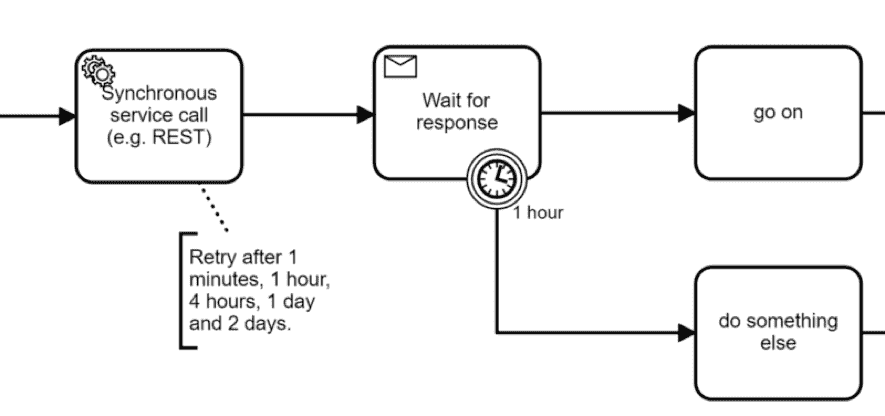 Synchronous
service call
(e.g. REST)
Wait for
response
go on
1 hour
Retry after 1
minutes, 1 hour,
4 hours, 1 day
and 2 days.
do something
else